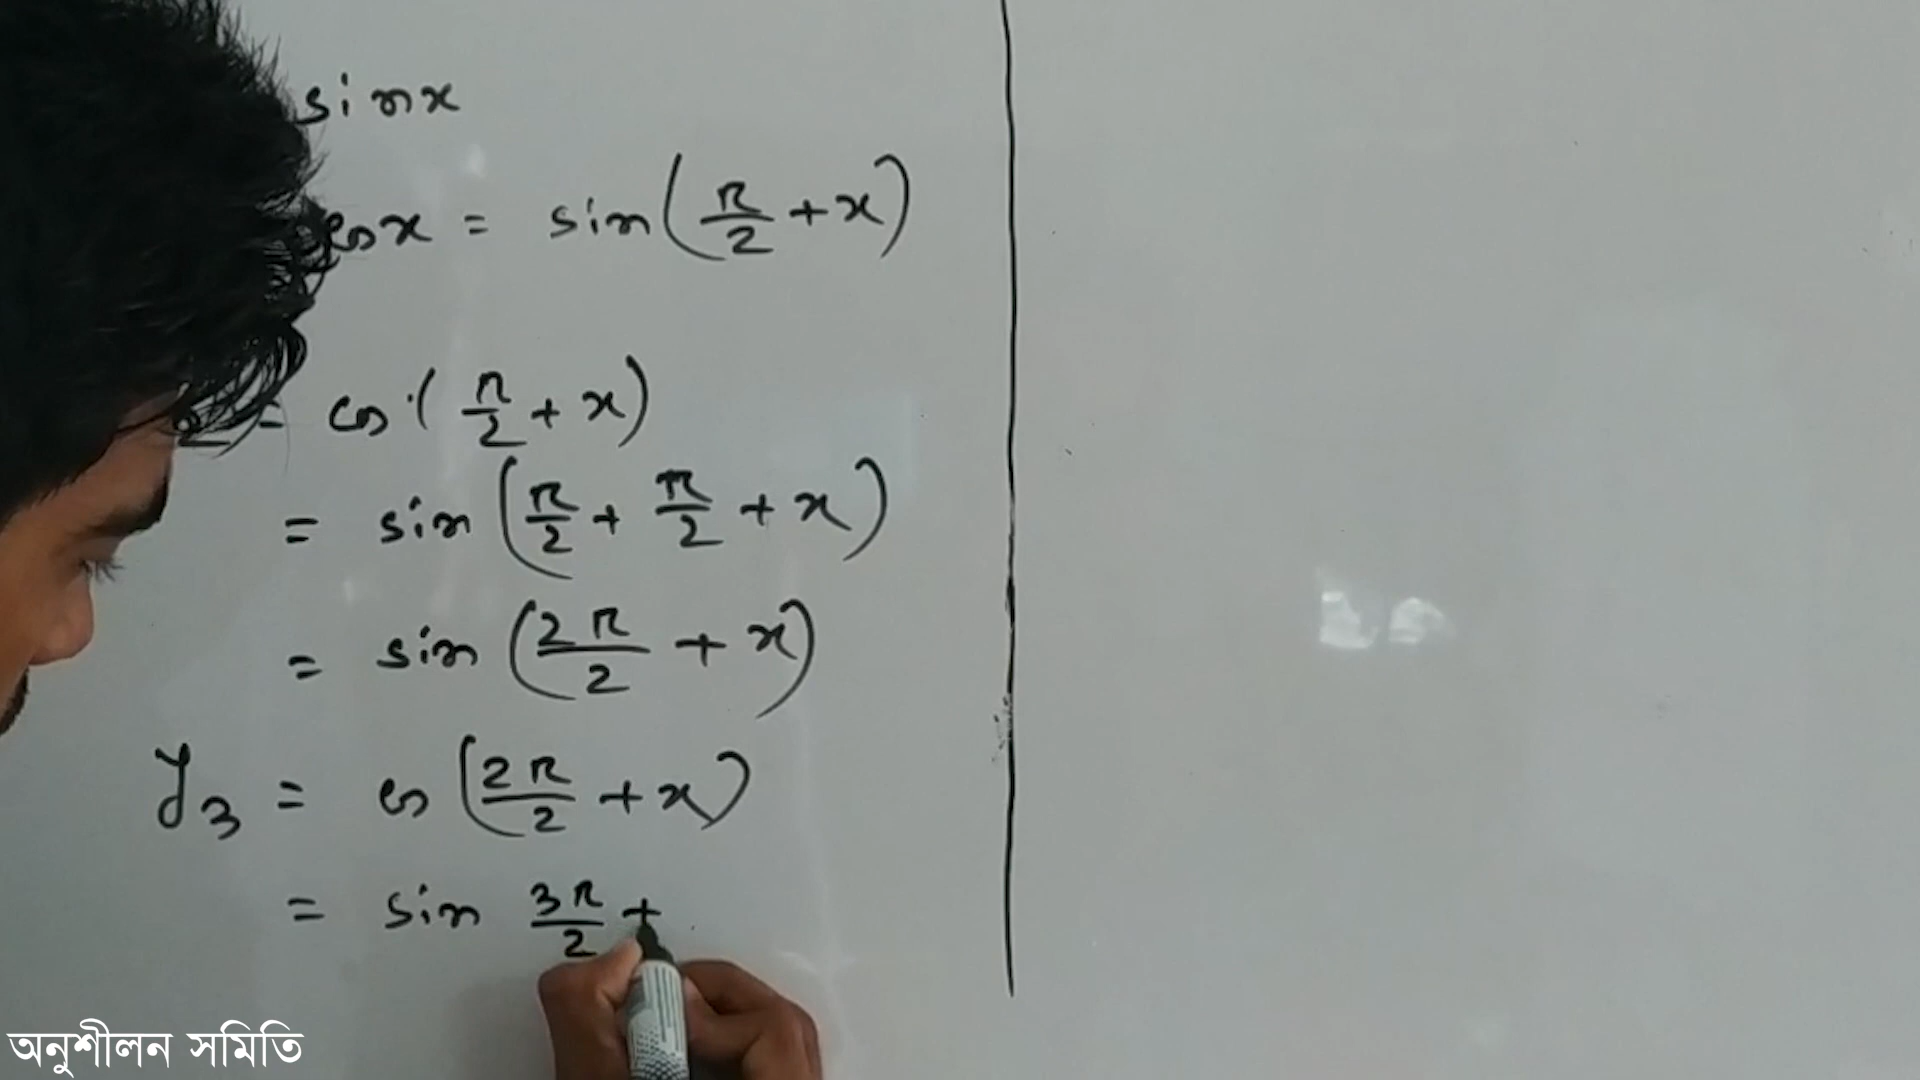 sinx
cosx = sin(π/2 + x)
2 = cos(π/2 + x)
= sin(π/2 + π/2 + x)
= sin(2π/2 + x)
y₃ = cos(2π/2 + x)
= sin 3π/2 +
অনুশীলন সমিতি